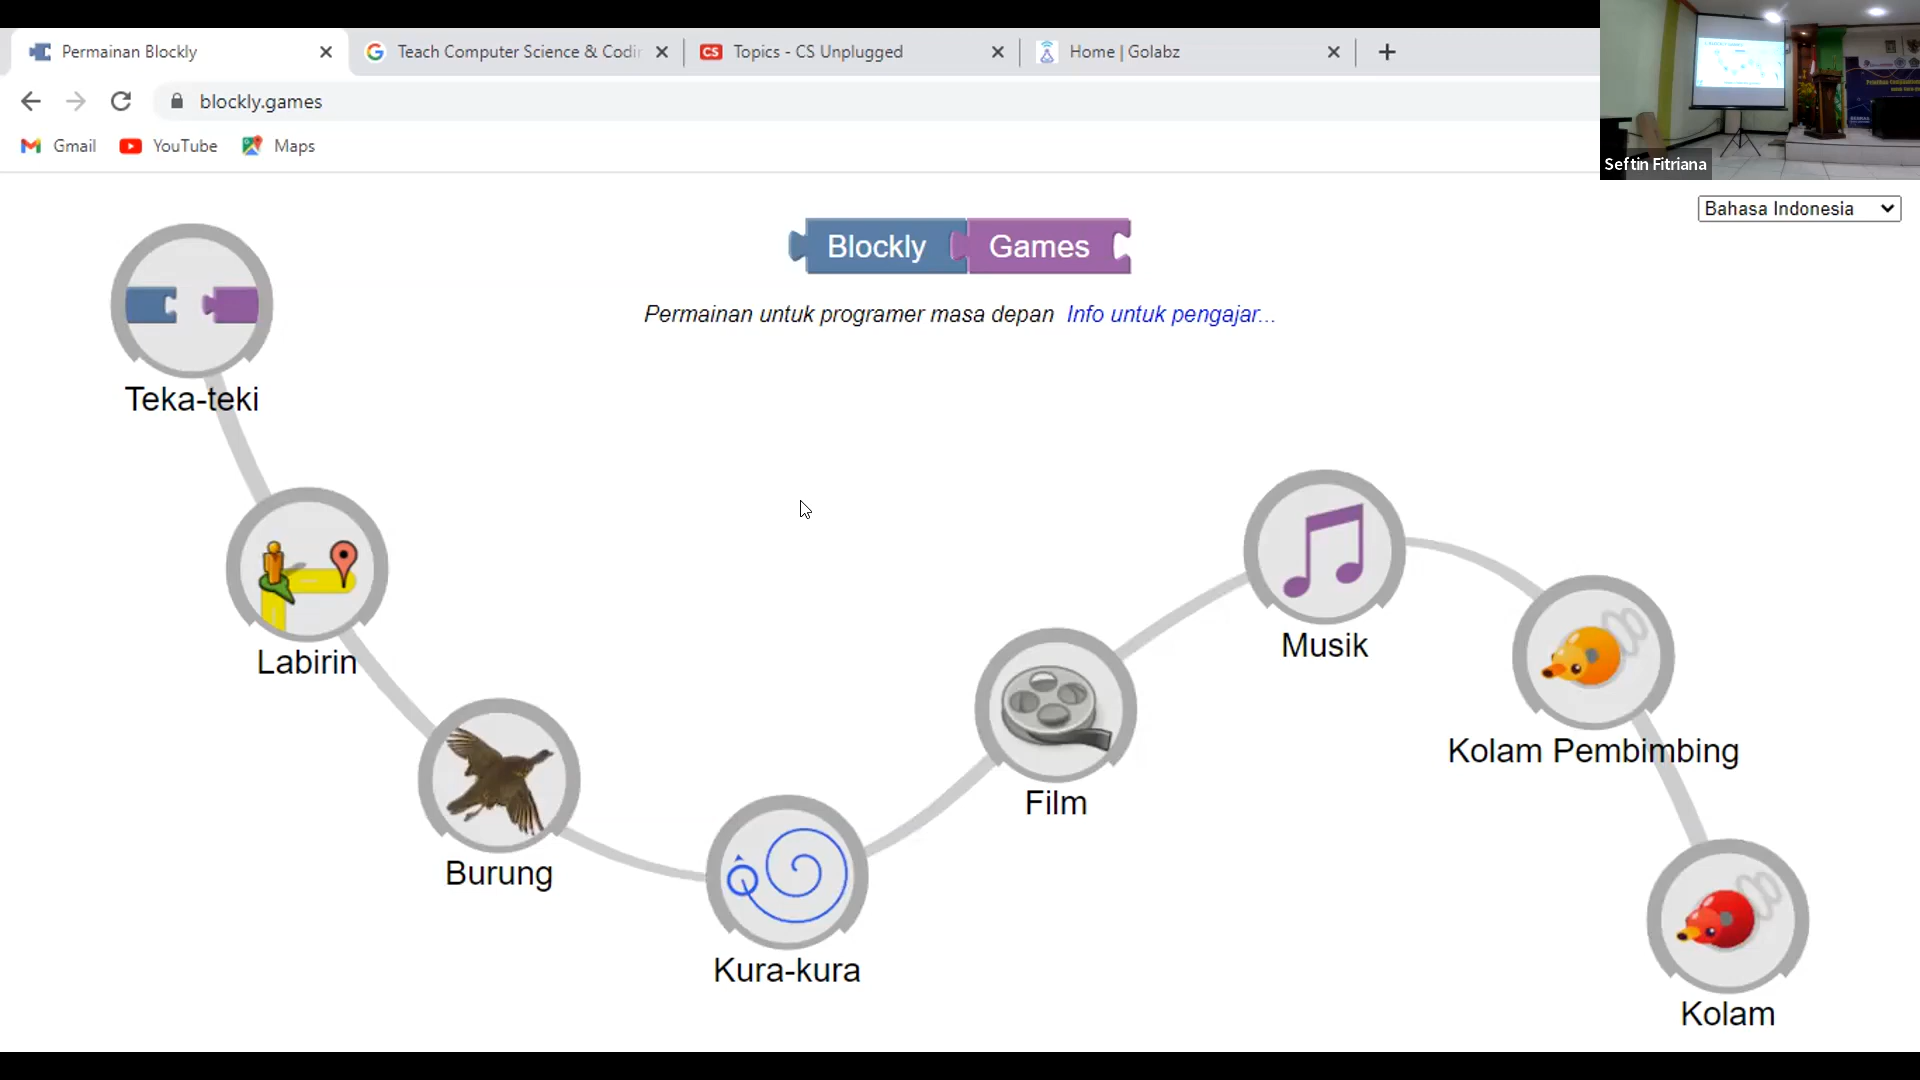 Permainan Blockly
Teach Computer Science & Codin
CS
Topics - CS Unplugged
Home | Golabz
blockly.games
Gmail
YouTube
Maps
Seftin Fitriana
Bahasa Indonesia
Blockly Games
Permainan untuk programer masa depan Info untuk pengajar...
Teka-teki
Labirin
Burung
Kura-kura
Film
Musik
Kolam Pembimbing
Kolam